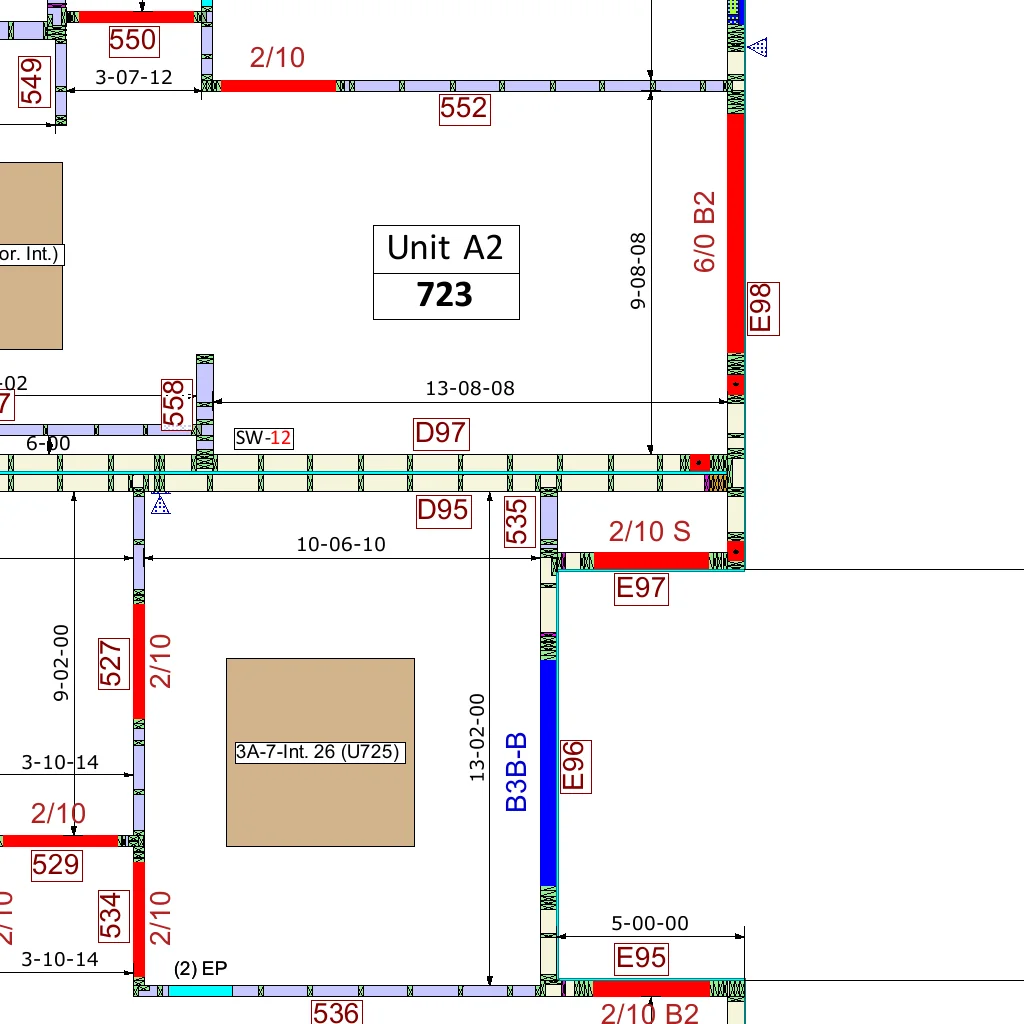 550
2/10
549
3-07-12
552
6/0 B2
or. Int.)
Unit A2
723
9-08-08
E98
-02
13-08-08
7
558
6-00
SW-12
D97
D95
535
2/10 S
10-06-10
E97
9-02-00
527
2/10
13-02-00
3A-7-Int. 26 (U725)
B3B-B
E96
3-10-14
2/10
529
2/10
534
2/10
5-00-00
3-10-14
E95
(2) EP
536
2/10 B2